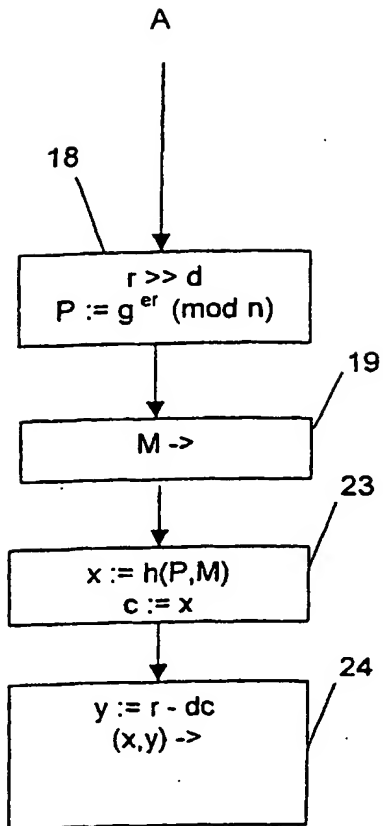 A
18
r >> d
P := g^er (mod n)
19
M ->
23
x := h(P,M)
c := x
24
y := r - dc
(x,y) ->